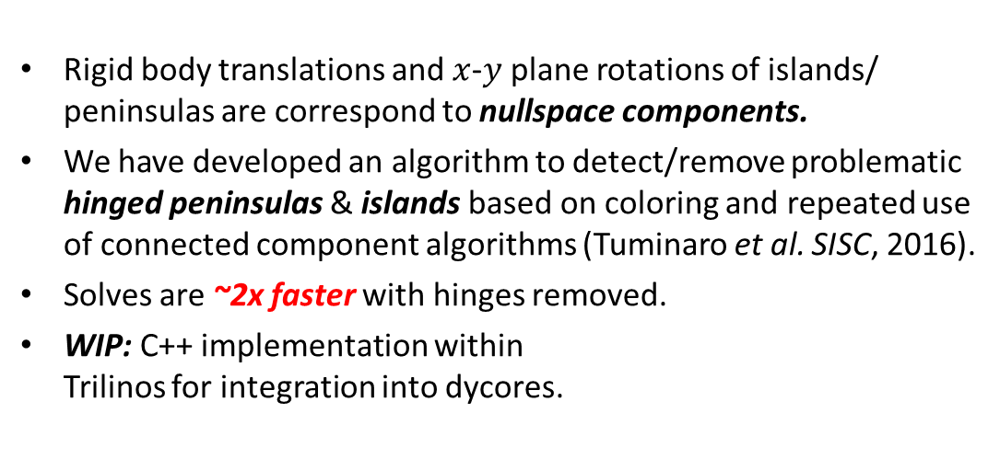 • Rigid body translations and 𝑥-𝑦 plane rotations of islands/
peninsulas are correspond to nullspace components.
• We have developed an algorithm to detect/remove problematic
hinged peninsulas & islands based on coloring and repeated use
of connected component algorithms (Tuminaro et al. SISC, 2016).
• Solves are ~2x faster with hinges removed.
• WIP: C++ implementation within
Trilinos for integration into dycores.